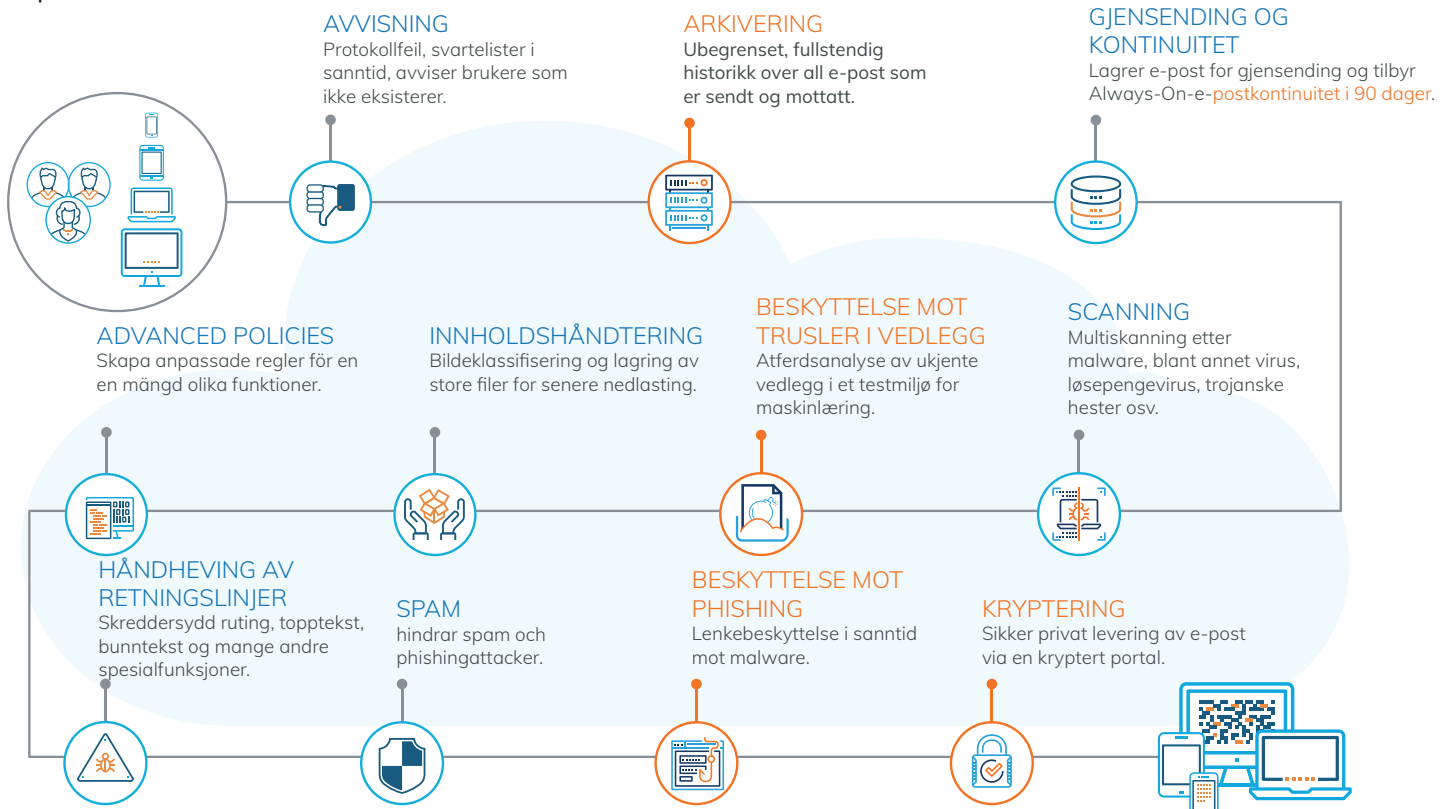 AVVISNING
Protokollfeil, svartelister i
sanntid, avviser brukere som
ikke eksisterer.
ARKIVERING
Ubegrenset, fullstendig
historikk over all e-post som
er sendt og mottatt.
GJENSENDING OG
KONTINUITET
Lagrer e-post for gjensending og tilbyr
Always-On-e-postkontinuitet i 90 dager.
ADVANCED POLICIES
Skapa anpassade regler för en
en mängd olika funktioner.
INNHOLDSHÅNDTERING
Bildeklassifisering og lagring av
store filer for senere nedlasting.
BESKYTTELSE MOT
TRUSLER I VEDLEGG
Atferdsanalyse av ukjente
vedlegg i et testmiljø for
maskinlæring.
SCANNING
Multiskanning etter
malware, blant annet virus,
løsepengevirus, trojanske
hester osv.
HÅNDHEVING AV
RETNINGSLINJER
Skreddersydd ruting, topptekst,
bunntekst og mange andre
spesialfunksjoner.
SPAM
hindrar spam och
phishingattacker.
BESKYTTELSE MOT
PHISHING
Lenkebeskyttelse i sanntid
mot malware.
KRYPTERING
Sikker privat levering av e-post
via en kryptert portal.